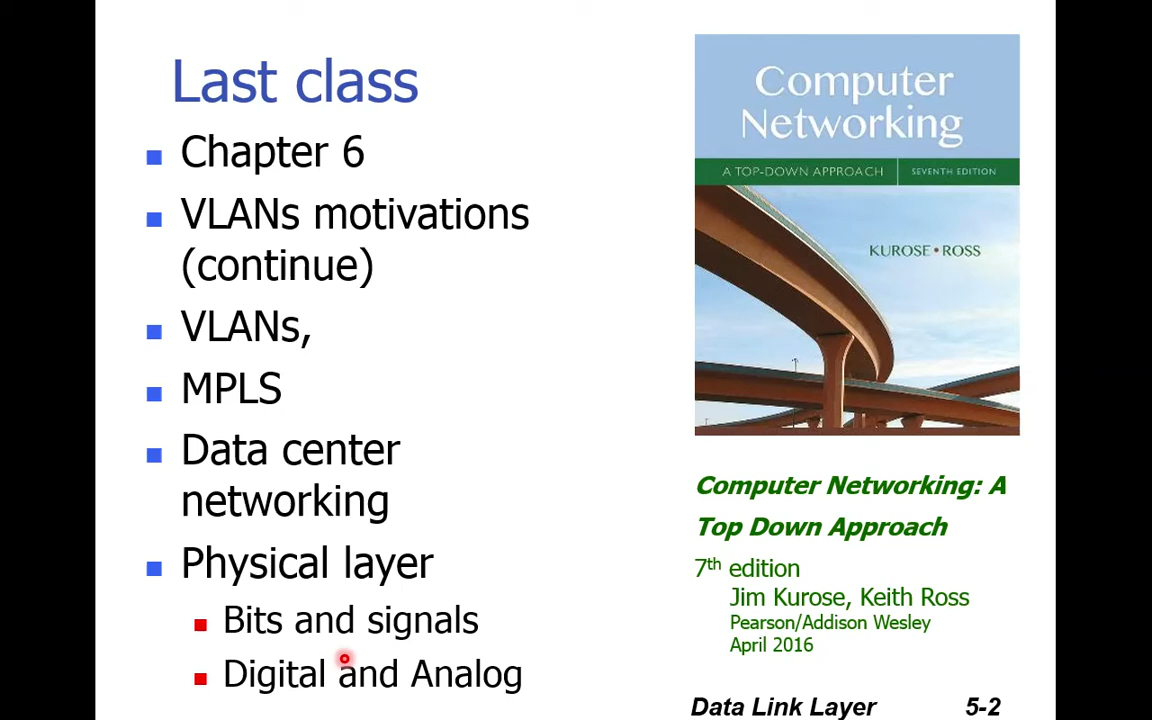 Last class
Chapter 6
VLANs motivations
(continue)
VLANs,
MPLS
Data center
networking
Physical layer
Bits and signals
Digital and Analog
Computer
Networking
A TOP-DOWN APPROACH
SEVENTH EDITION
KUROSE • ROSS
Computer Networking: A
Top Down Approach
7th edition
Jim Kurose, Keith Ross
Pearson/Addison Wesley
April 2016
Data Link Layer 5-2